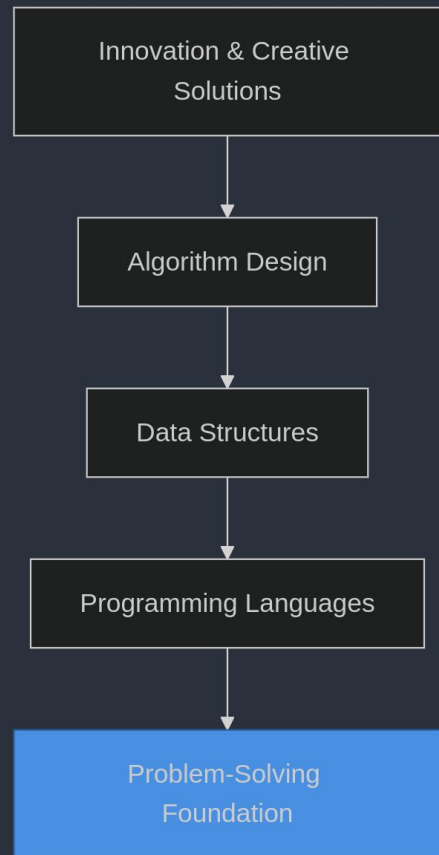 Innovation & Creative
Solutions
Algorithm Design
Data Structures
Programming Languages
Problem-Solving
Foundation